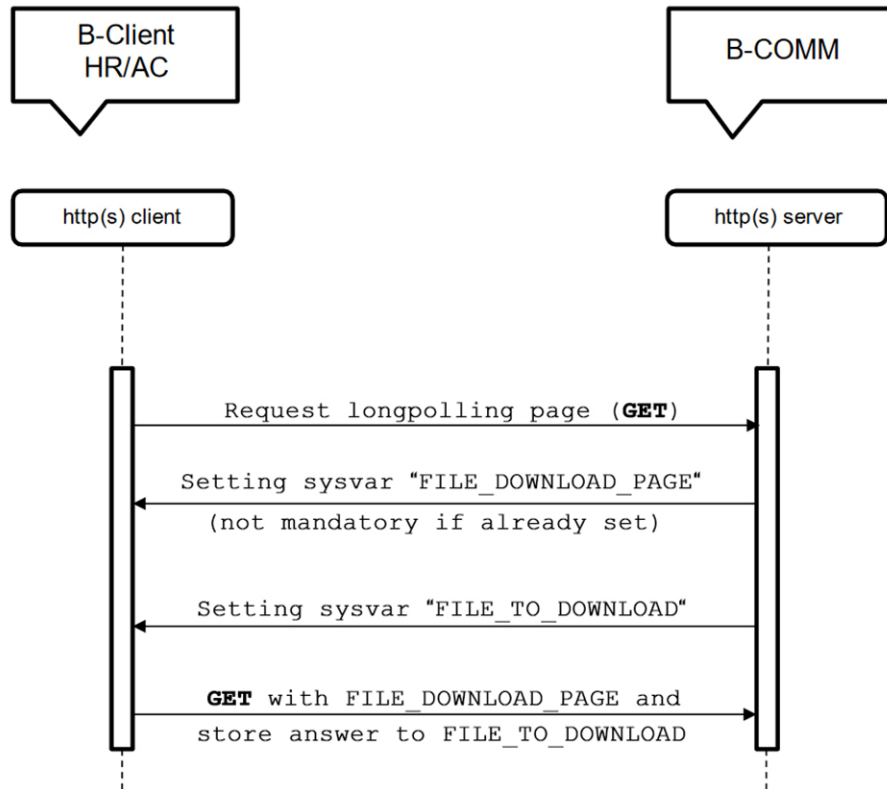 B-Client
HR/AC
B-COMM
http(s) client
http(s) server
Request longpolling page (GET)
Setting sysvar “FILE_DOWNLOAD_PAGE“
(not mandatory if already set)
Setting sysvar “FILE_TO_DOWNLOAD“
GET with FILE_DOWNLOAD_PAGE and
store answer to FILE_TO_DOWNLOAD